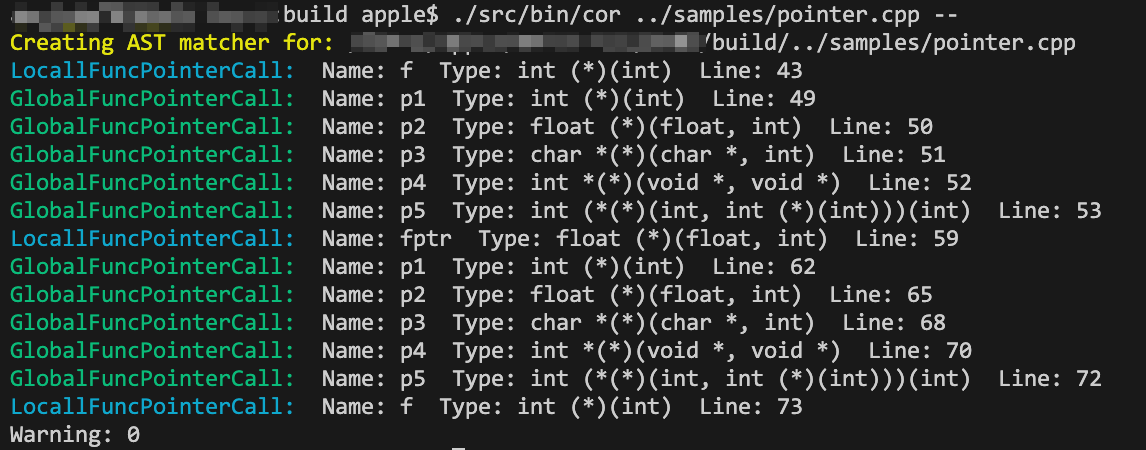 :build apple$ ./src/bin/cor ../samples/pointer.cpp --
Creating AST matcher for: /build/../samples/pointer.cpp
LocallFuncPointerCall:  Name: f  Type: int (*)(int)  Line: 43
GlobalFuncPointerCall:  Name: p1  Type: int (*)(int)  Line: 49
GlobalFuncPointerCall:  Name: p2  Type: float (*)(float, int)  Line: 50
GlobalFuncPointerCall:  Name: p3  Type: char *(*)(char *, int)  Line: 51
GlobalFuncPointerCall:  Name: p4  Type: int *(*)(void *, void *)  Line: 52
GlobalFuncPointerCall:  Name: p5  Type: int (*(*)(int, int (*)(int)))(int)  Line: 53
LocallFuncPointerCall:  Name: fptr  Type: float (*)(float, int)  Line: 59
GlobalFuncPointerCall:  Name: p1  Type: int (*)(int)  Line: 62
GlobalFuncPointerCall:  Name: p2  Type: float (*)(float, int)  Line: 65
GlobalFuncPointerCall:  Name: p3  Type: char *(*)(char *, int)  Line: 68
GlobalFuncPointerCall:  Name: p4  Type: int *(*)(void *, void *)  Line: 70
GlobalFuncPointerCall:  Name: p5  Type: int (*(*)(int, int (*)(int)))(int)  Line: 72
LocallFuncPointerCall:  Name: f  Type: int (*)(int)  Line: 73
Warning: 0